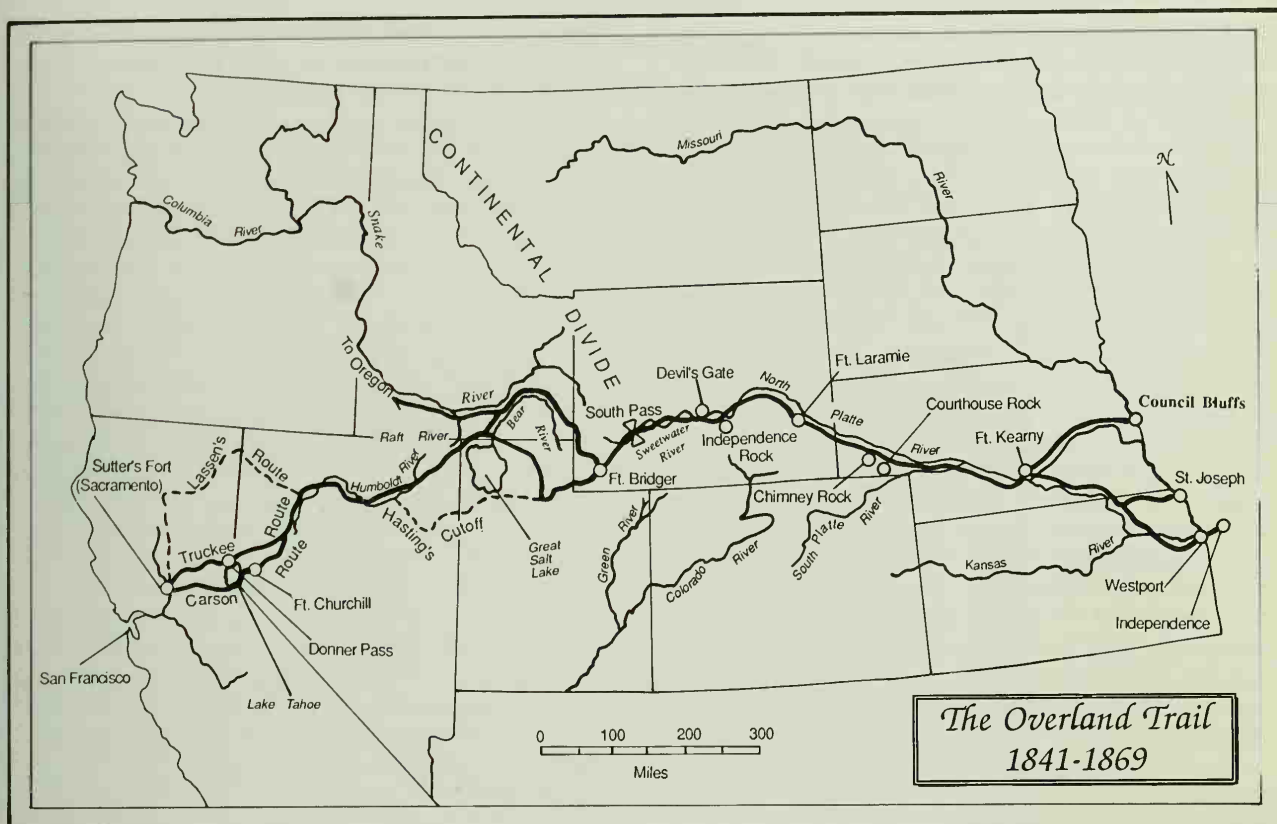 CONTINENTAL
DIVIDE
Missouri
River
N
Columbia
River
Snake
To Oregon
River
Raft River
Bear
River
South Pass
Sweetwater
River
Devil's Gate
Independence
Rock
North
Platte
River
Ft. Laramie
Courthouse Rock
Chimney Rock
Ft. Kearny
Council Bluffs
St. Joseph
Ft. Bridger
Lassen's
Route
Sutter's Fort
(Sacramento)
Humboldt River
Hasting's
Cutoff
Great
Salt
Lake
Green
River
Colorado
River
South Platte
River
Kansas
River
Westport
Independence
Truckee
Route
Carson
Route
Ft. Churchill
Donner Pass
San Francisco
Lake Tahoe
0 100 200 300
Miles
The Overland Trail
1841-1869